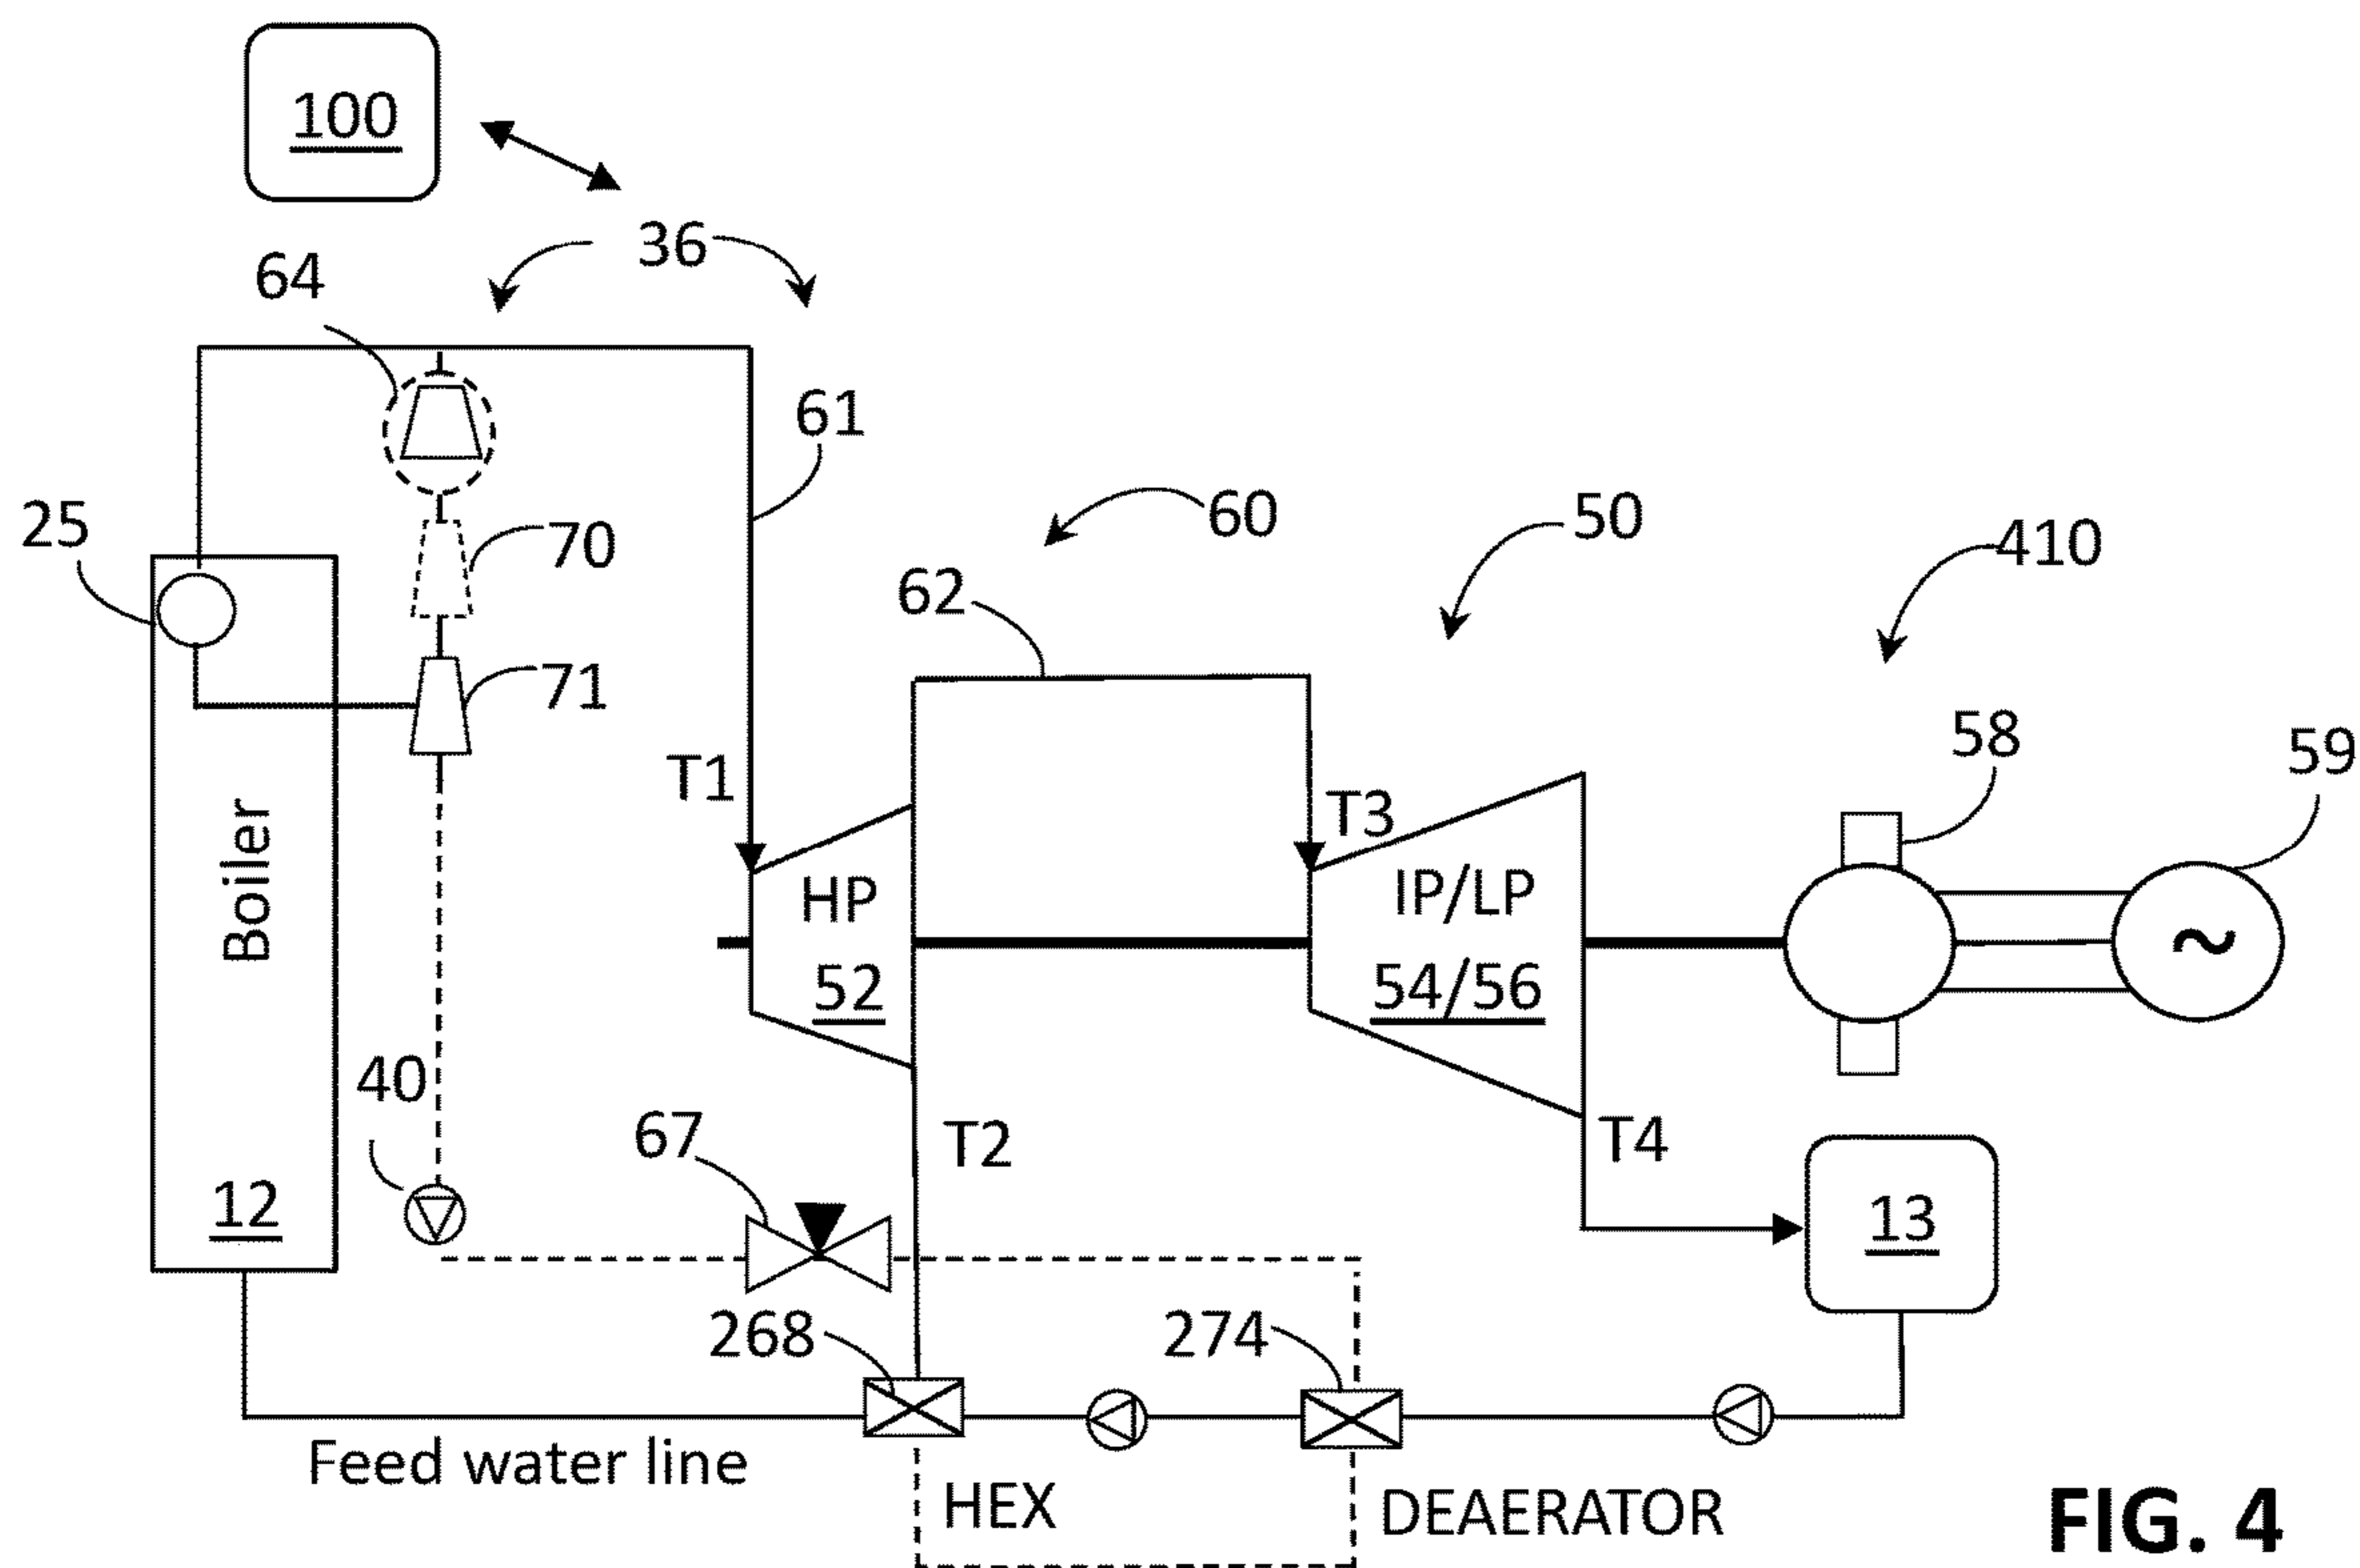 100
36
64
61
25
70
60
50
410
62
71
58
59
T1
T3
Boiler
HP
IP/LP
52
54/56
40
67
T2
T4
12
13
268
274
~
Feed water line
HEX
DEAERATOR
FIG. 4